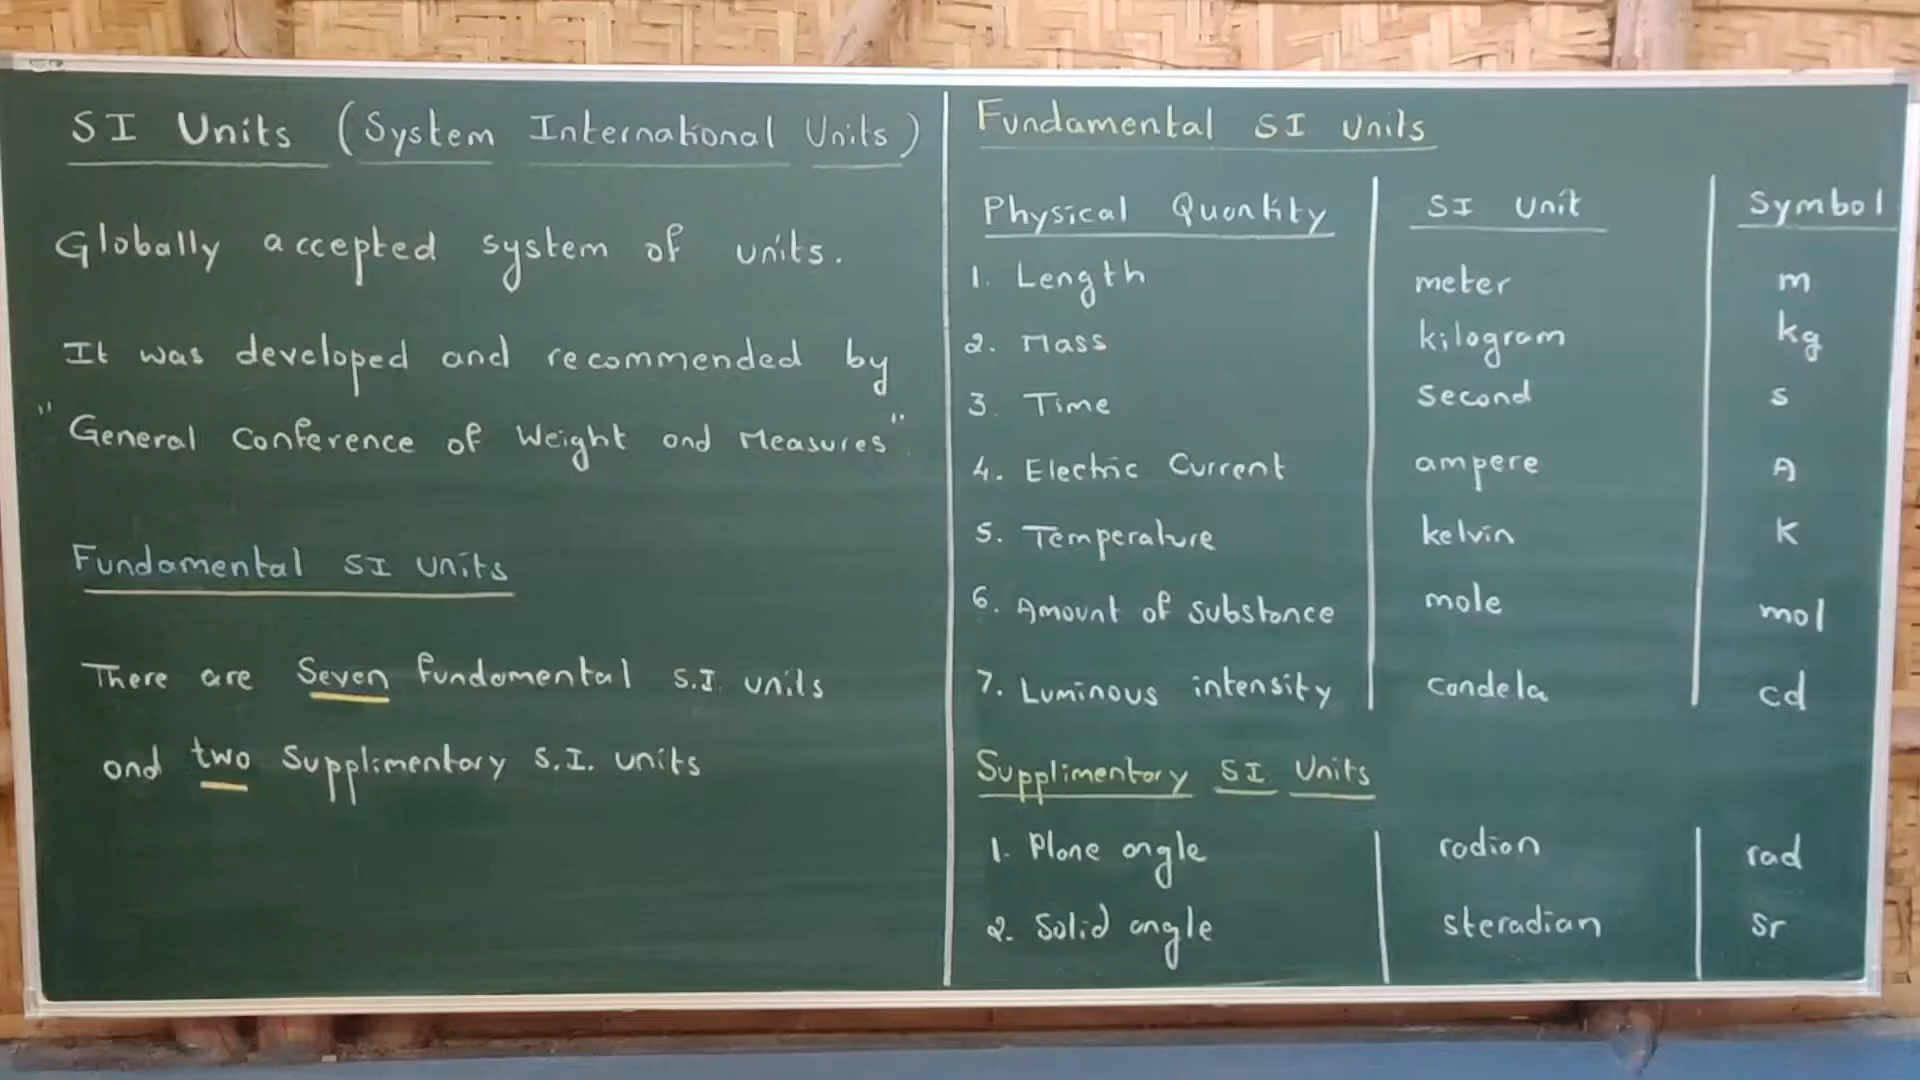 SI Units (System International Units)
Globally accepted system of units.
It was developed and recommended by
"General Conference of Weight and Measures".
Fundamental SI Units
There are Seven fundamental S.I. units
and two Supplimentary S.I. units
Fundamental SI Units
Physical Quantity SI Unit Symbol
1. Length meter m
2. Mass kilogram kg
3. Time Second s
4. Electric Current ampere A
5. Temperature kelvin K
6. Amount of substance mole mol
7. Luminous intensity candela cd
Supplimentary SI Units
1. Plane angle radian rad
2. Solid angle steradian Sr